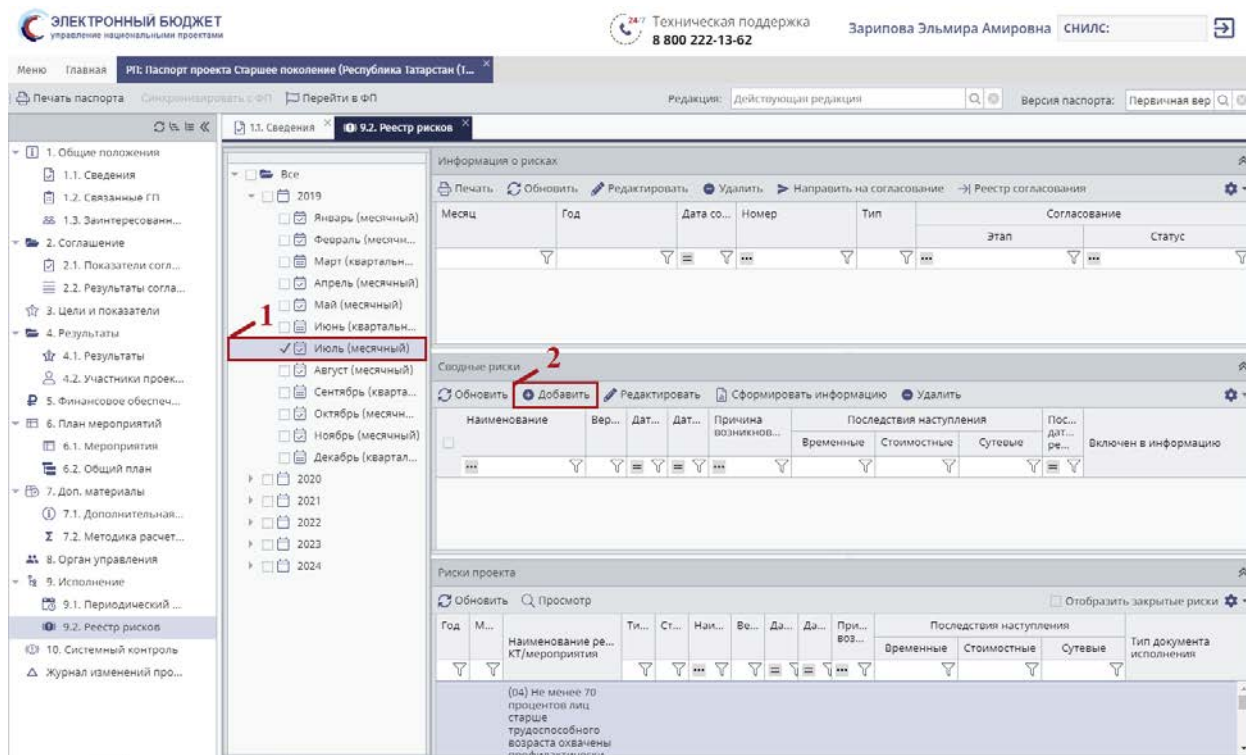 ЭЛЕКТРОННЫЙ БЮДЖЕТ
управление национальными проектами
24/7 Техническая поддержка
8 800 222-13-62
Зарипова Эльмира Амировна СНИЛС:
Меню Главная РП: Паспорт проекта Старшее поколение (Республика Татарстан (Т...
Печать паспорта Синхронизировать с ФП Перейти в ФП Редакция: Действующая редакция Версия паспорта: Первичная вер
1.1. Сведения 9.2. Реестр рисков
1. Общие положения
1.1. Сведения
1.2. Связанные ГП
1.3. Заинтересованн...
2. Соглашение
2.1. Показатели согл...
2.2. Результаты согла...
3. Цели и показатели
4. Результаты
4.1. Результаты
4.2. Участники проек...
5. Финансовое обеспеч...
6. План мероприятий
6.1. Мероприятия
6.2. Общий план
7. Доп. материалы
7.1. Дополнительная...
7.2. Методика расчет...
8. Орган управления
9. Исполнение
9.1. Периодический ...
9.2. Реестр рисков
10. Системный контроль
Журнал изменений про...
Все
2019
Январь (месячный)
Февраль (месячн...
Март (квартальн...
Апрель (месячный)
Май (месячный)
Июнь (квартальн...
1
Июль (месячный)
Август (месячный)
Сентябрь (кварта...
Октябрь (месячн...
Ноябрь (месячный)
Декабрь (квартал...
2020
2021
2022
2023
2024
Информация о рисках
Печать Обновить Редактировать Удалить Направить на согласование Реестр согласования
Месяц Год Дата со... Номер Тип Согласование
Этап Статус
2
Сводные риски
Обновить Добавить Редактировать Сформировать информацию Удалить
Наименование Вер... Дат... Дат... Причина возникнов... Последствия наступления Пос... дат... ре... Включен в информацию
Временные Стоимостные Сутевые
Риски проекта
Обновить Просмотр Отобразить закрытые риски
Год М... Наименование ре... КТ/мероприятия Ти... Ст... Наи... Ве... Да... Да... При... воз... Последствия наступления Тип документа исполнения
Временные Стоимостные Сутевые
(04) Не менее 70
процентов лиц
старше
трудоспособного
возраста охвачены